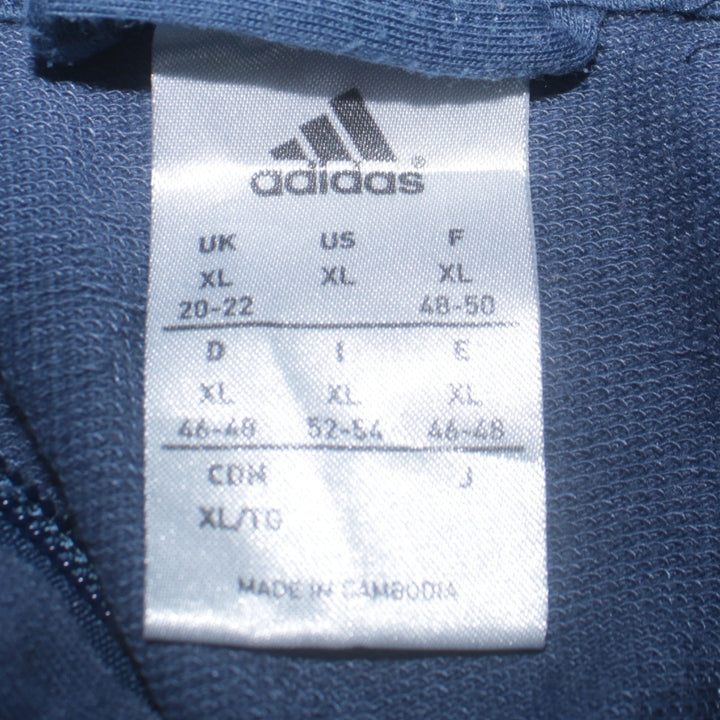 adidas®
UK US F
XL XL XL
20-22 48-50
D I E
XL XL XL
46-48 52-54 46-48
CDN J
XL/TG
MADE IN CAMBODIA